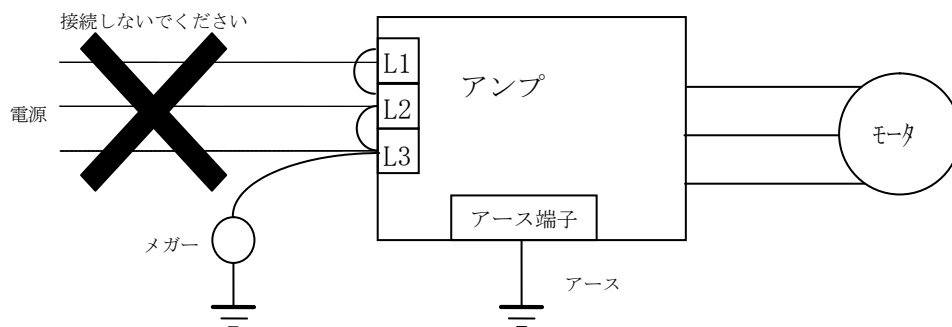 接続しないでください
L1
アンプ
電源
L2
L3
モータ
アース端子
メガー
アース